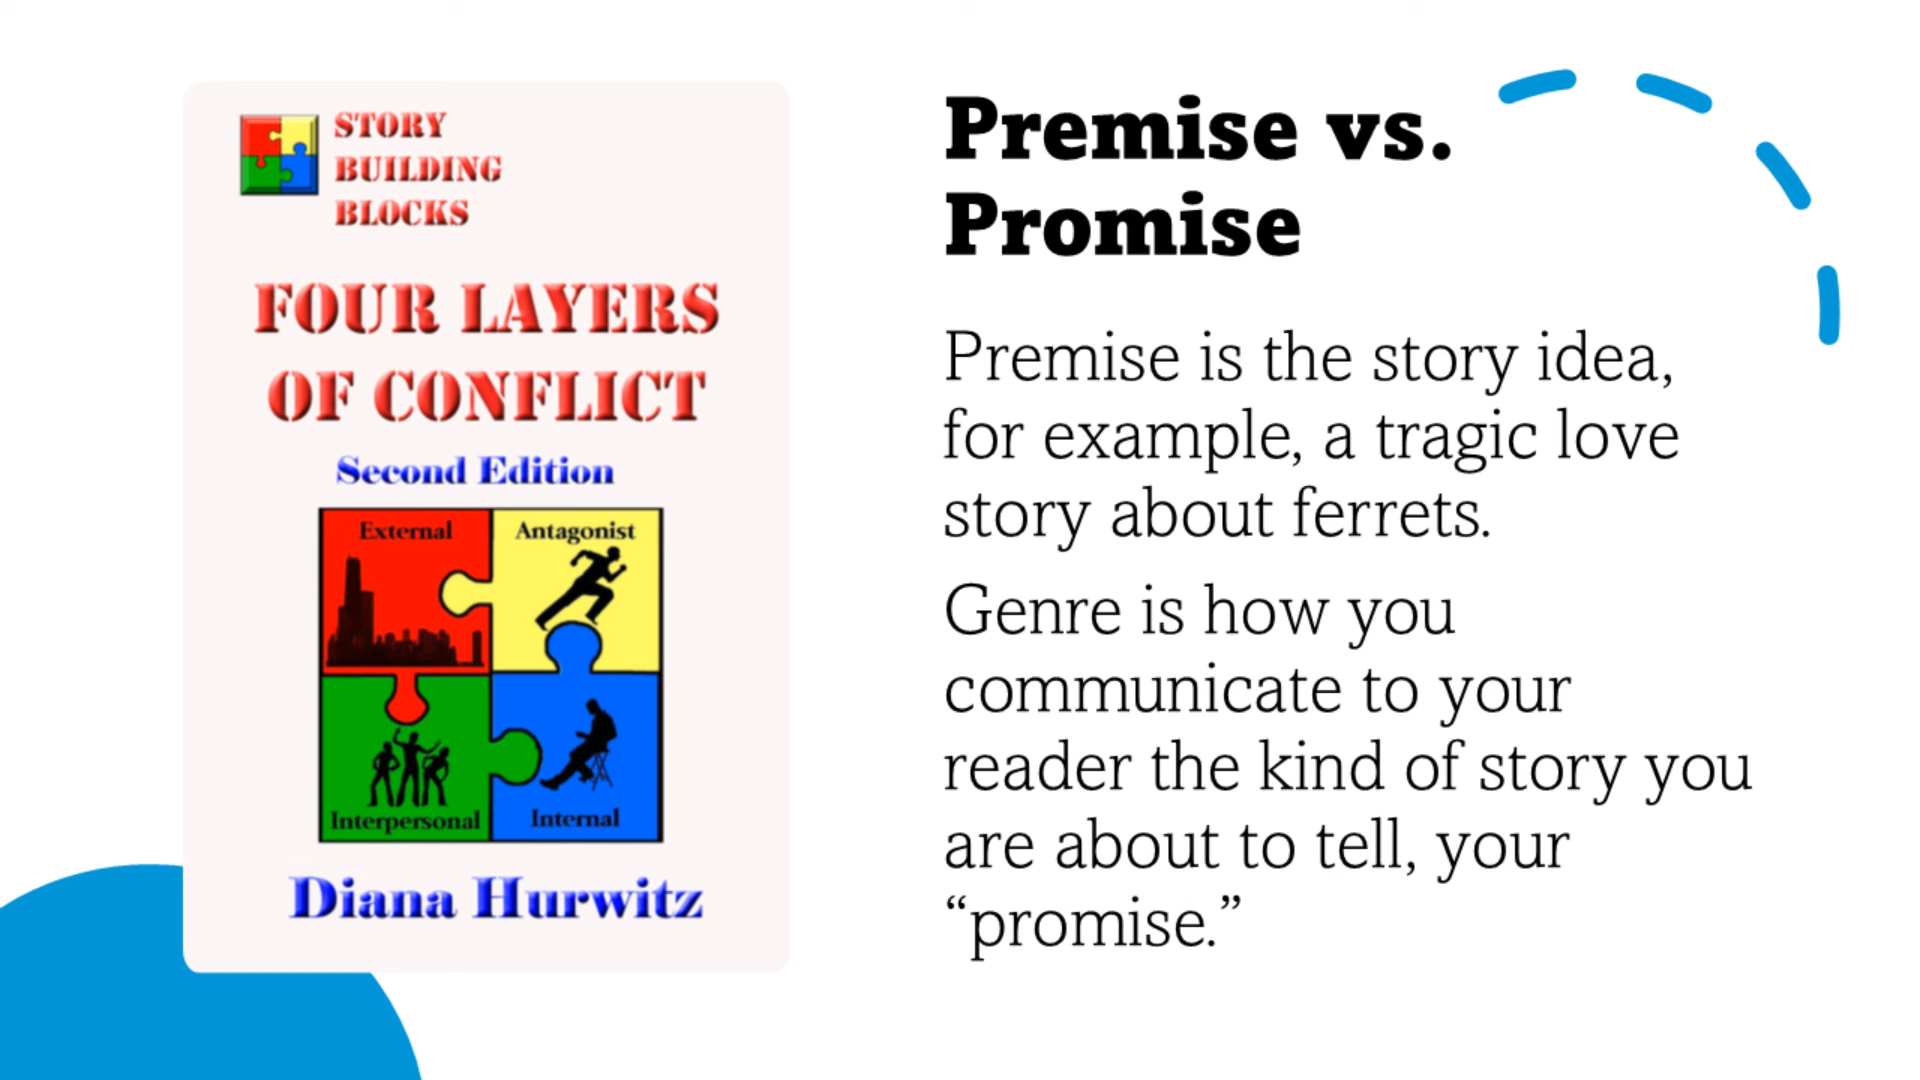 STORY
BUILDING
BLOCKS
FOUR LAYERS
OF CONFLICT
Second Edition
External
Antagonist
Interpersonal
Internal
Diana Hurwitz
Premise vs.
Promise
Premise is the story idea,
for example, a tragic love
story about ferrets.
Genre is how you
communicate to your
reader the kind of story you
are about to tell, your
“promise.”